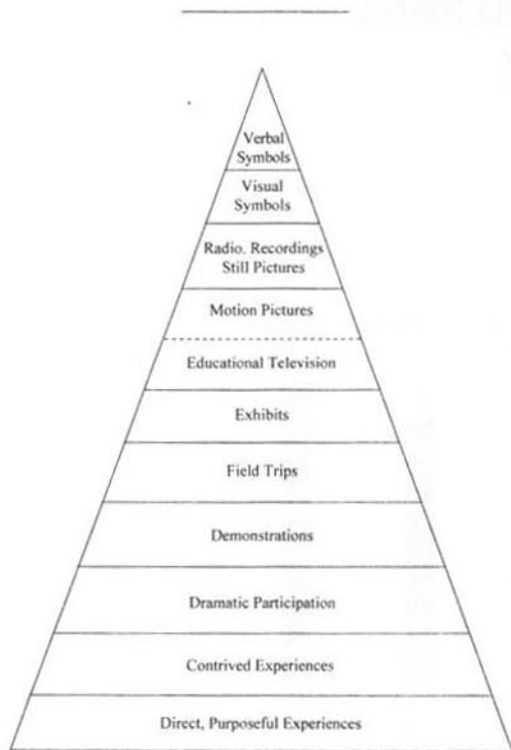 Verbal
Symbols
Visual
Symbols
Radio. Recordings
Still Pictures
Motion Pictures
Educational Television
Exhibits
Field Trips
Demonstrations
Dramatic Participation
Contrived Experiences
Direct, Purposeful Experiences